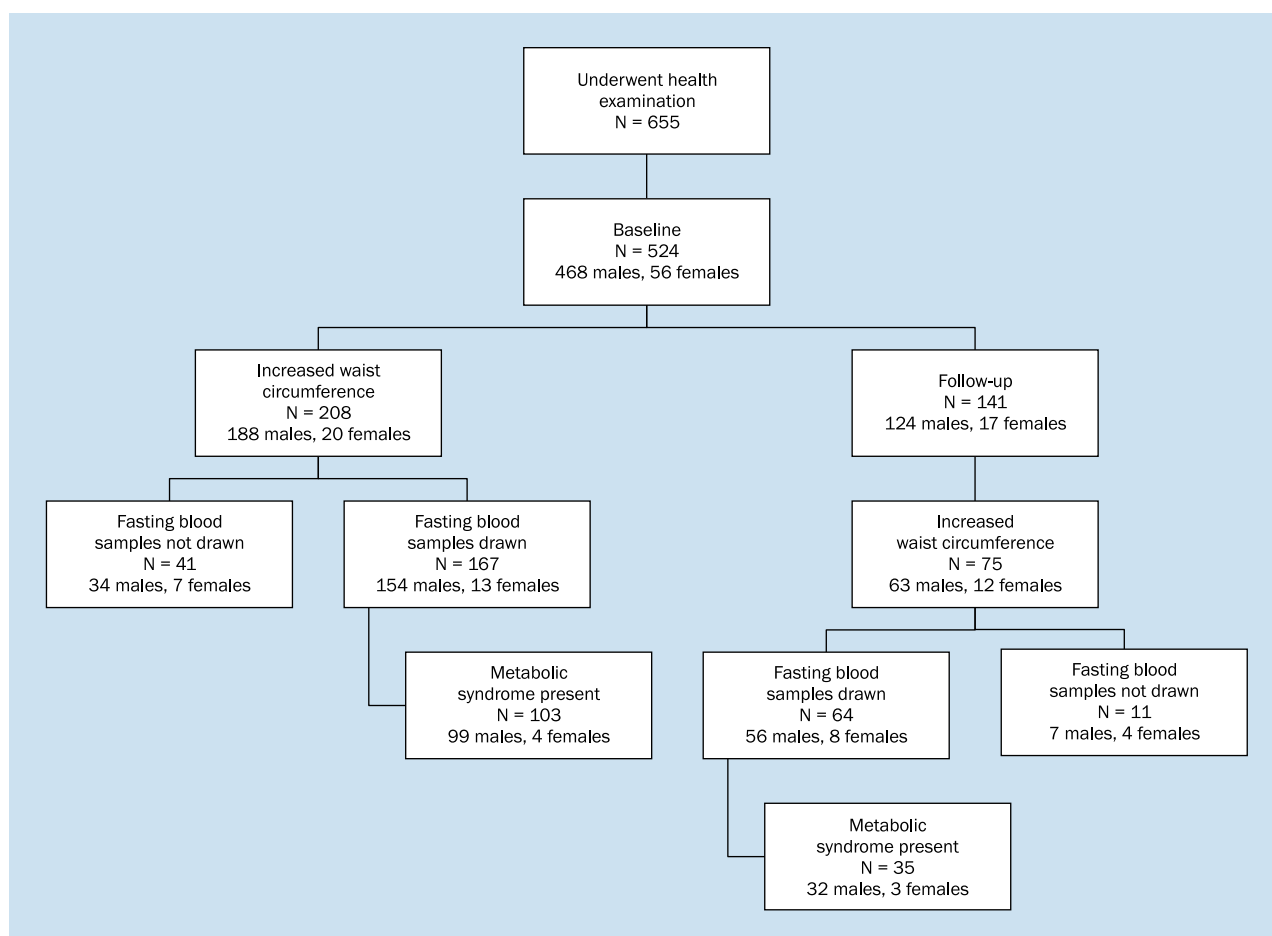 Underwent health
examination
N = 655
Baseline
N = 524
468 males, 56 females
Increased waist
circumference
N = 208
188 males, 20 females
Follow-up
N = 141
124 males, 17 females
Fasting blood
samples not drawn
N = 41
34 males, 7 females
Fasting blood
samples drawn
N = 167
154 males, 13 females
Increased
waist circumference
N = 75
63 males, 12 females
Metabolic
syndrome present
N = 103
99 males, 4 females
Fasting blood
samples drawn
N = 64
56 males, 8 females
Fasting blood
samples not drawn
N = 11
7 males, 4 females
Metabolic
syndrome present
N = 35
32 males, 3 females